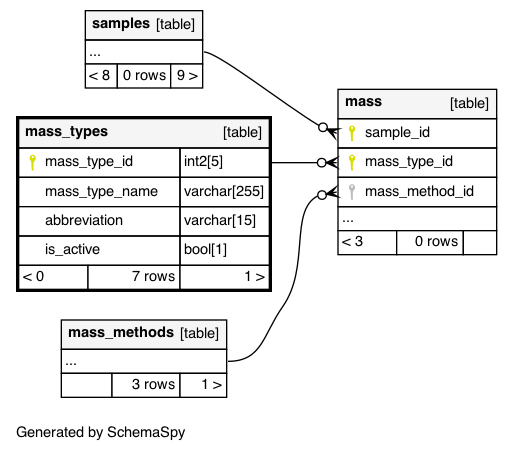 samples [table]
...
< 8 0 rows 9 >
mass_types [table]
mass_type_id int2[5]
mass_type_name varchar[255]
abbreviation varchar[15]
is_active bool[1]
< 0 7 rows 1 >
mass [table]
sample_id
mass_type_id
mass_method_id
...
< 3 0 rows
mass_methods [table]
...
3 rows 1 >
Generated by SchemaSpy